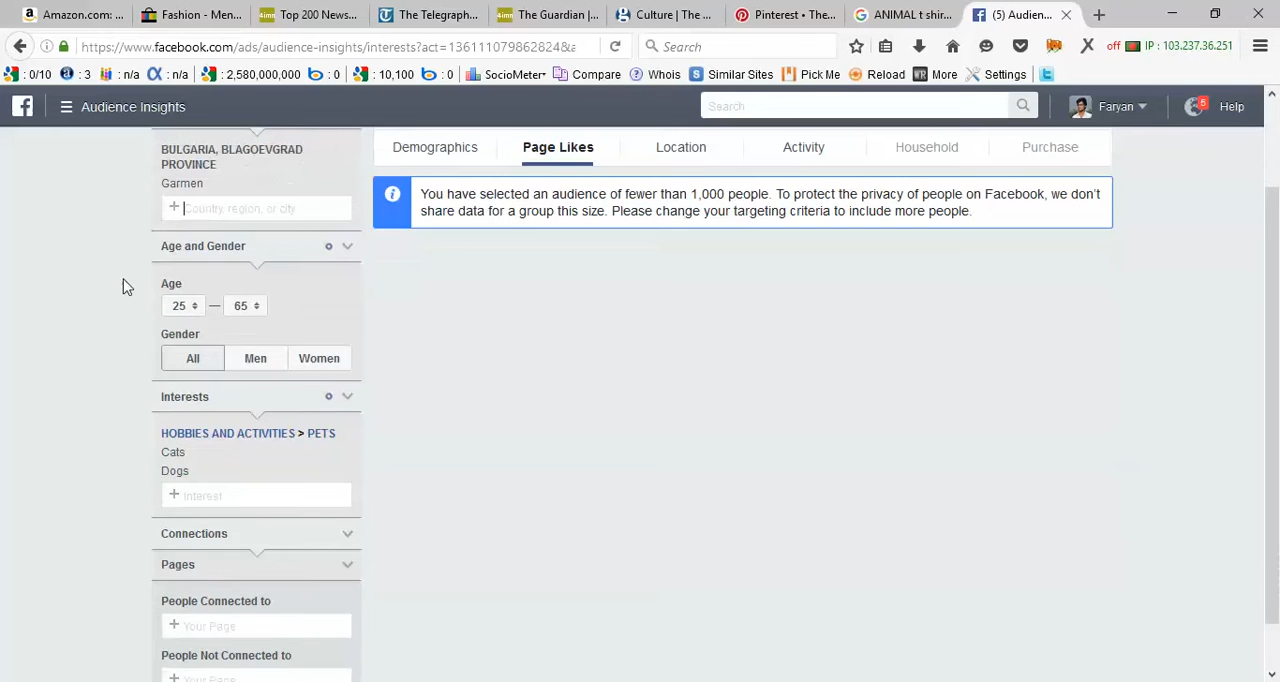 Amazon.com: ...
Fashion - Men...
Top 200 News...
The Telegraph...
The Guardian |...
Culture | The ...
Pinterest • The...
ANIMAL t shir...
(5) Audien...
https://www.facebook.com/ads/audience-insights/interests?act=1361110798628248&a
Search
off
IP : 103.237.36.251
: 0/10
: 5
: n/a
: n/a
: 2,580,000,000
: 0
: 10,100
: 0
SocioMeter
Compare
Whois
Similar Sites
Pick Me
Reload
More
Settings
Audience Insights
Search
Faryan
5
Help
BULGARIA, BLAGOEVGRAD
PROVINCE
Garmen
+ Country, region, or city
Age and Gender
Age
25 — 65
Gender
All
Men
Women
Interests
HOBBIES AND ACTIVITIES > PETS
Cats
Dogs
+ Interest
Connections
Pages
People Connected to
+ Your Page
People Not Connected to
+ Your Page
Demographics
Page Likes
Location
Activity
Household
Purchase
You have selected an audience of fewer than 1,000 people. To protect the privacy of people on Facebook, we don't
share data for a group this size. Please change your targeting criteria to include more people.